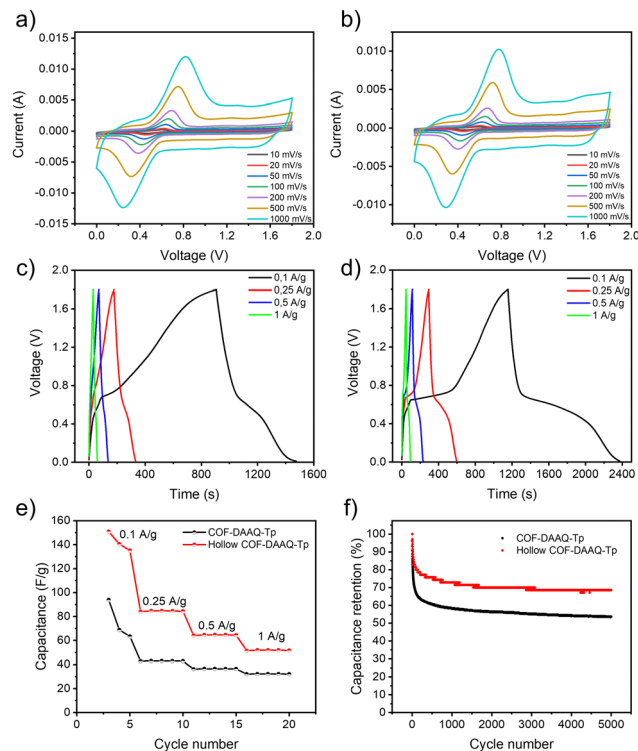 a)
0.015
0.010
0.005
0.000
-0.005
-0.010
-0.015
Current (A)
10 mV/s
20 mV/s
50 mV/s
100 mV/s
200 mV/s
500 mV/s
1000 mV/s
0.0 0.4 0.8 1.2 1.6 2.0
Voltage (V)
b)
0.010
0.005
0.000
-0.005
-0.010
Current (A)
10 mV/s
20 mV/s
50 mV/s
100 mV/s
200 mV/s
500 mV/s
1000 mV/s
0.0 0.4 0.8 1.2 1.6 2.0
Voltage (V)
c)
2.0
1.6
1.2
0.8
0.4
0.0
Voltage (V)
0,1 A/g
0,25 A/g
0,5 A/g
1 A/g
0 400 800 1200 1600
Time (s)
d)
2.0
1.6
1.2
0.8
0.4
0.0
Voltage (V)
0.1 A/g
0.25 A/g
0.5 A/g
1 A/g
0 400 800 1200 1600 2000 2400
Time (s)
e)
160
140
120
100
80
60
40
20
0
Capacitance (F/g)
COF-DAAQ-Tp
Hollow COF-DAAQ-Tp
0.1 A/g
0.25 A/g
0.5 A/g
1 A/g
5 10 15 20
Cycle number
f)
100
90
80
70
60
50
40
30
20
10
0
Capacitance retention (%)
COF-DAAQ-Tp
Hollow COF-DAAQ-Tp
0 1000 2000 3000 4000 5000
Cycle number